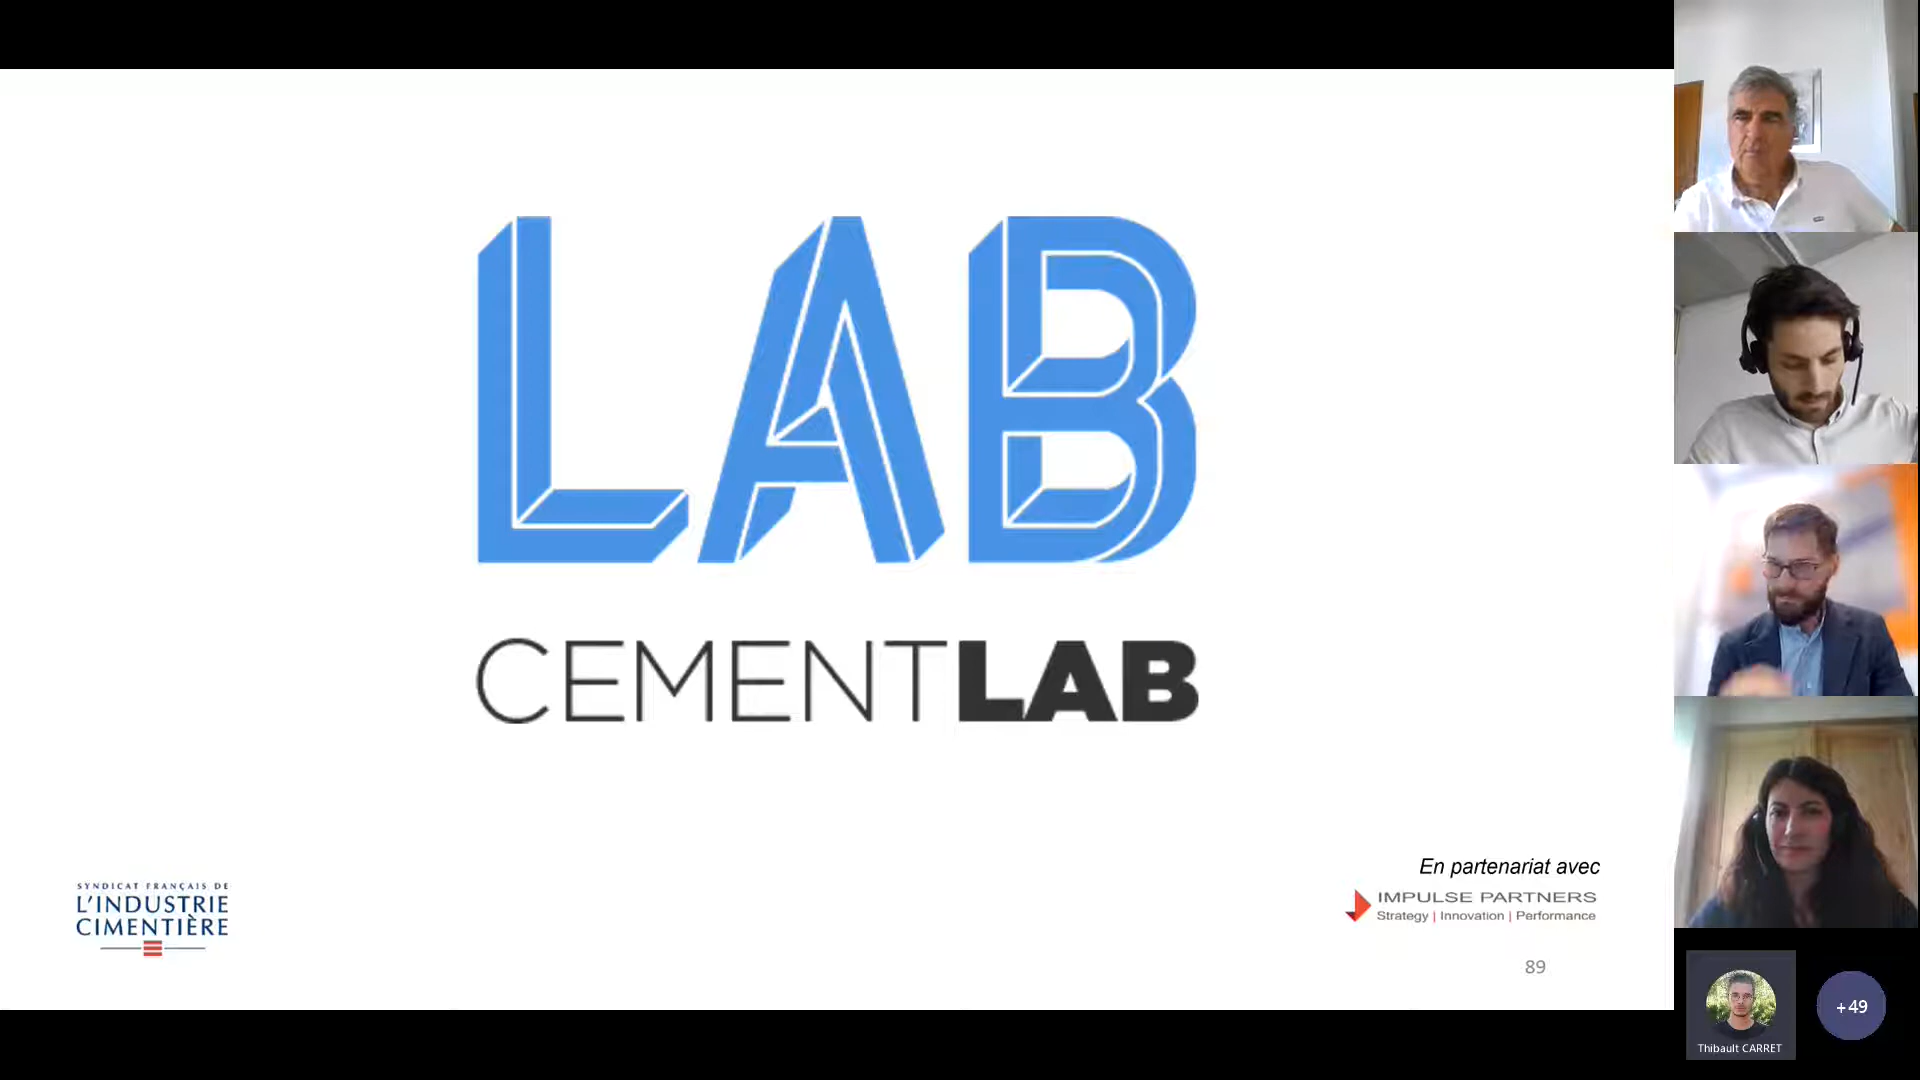 LAB
CEMENTLAB
En partenariat avec
SYNDICAT FRANÇAIS DE
L'INDUSTRIE
CIMENTIÈRE
IMPULSE PARTNERS
Strategy | Innovation | Performance
89
Thibault CARRET
+49